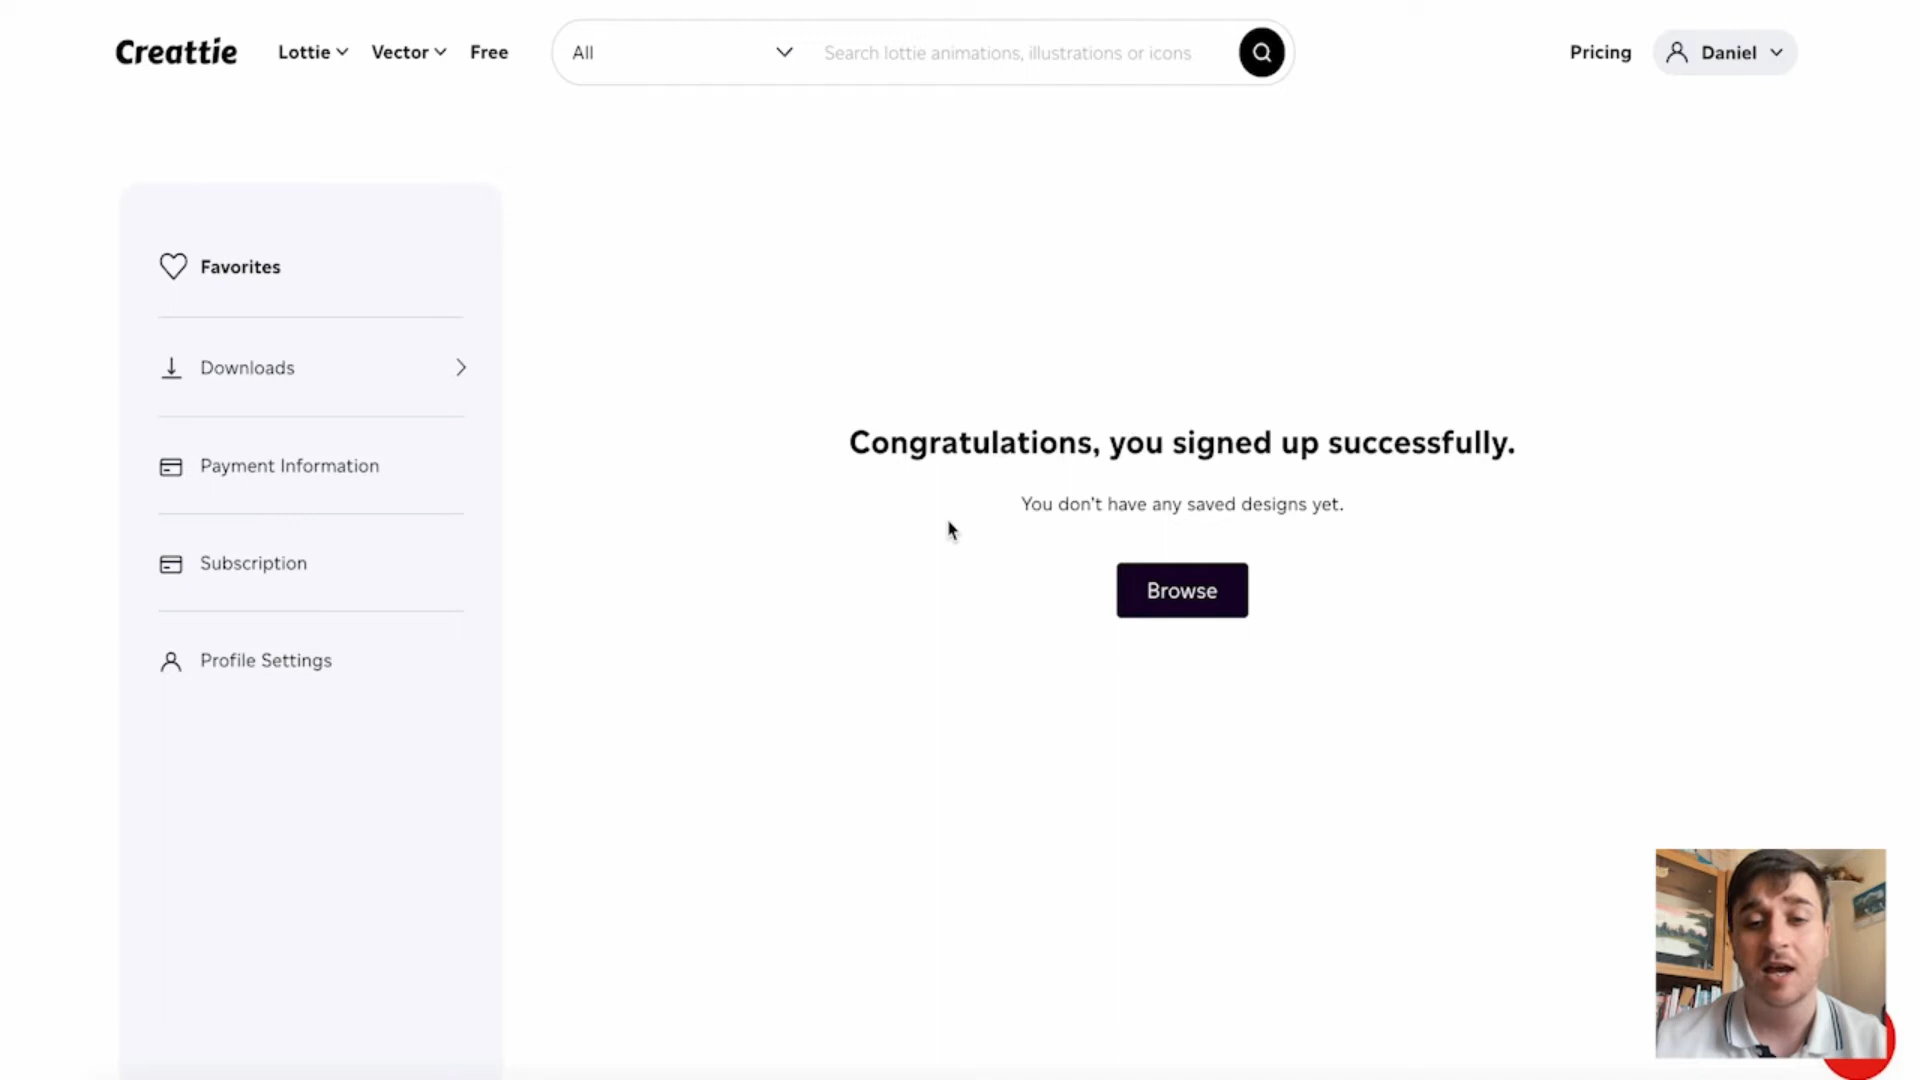 Creattie
Lottie
Vector
Free
All
Search lottie animations, illustrations or icons
Pricing
Daniel
Favorites
Downloads
Payment Information
Subscription
Profile Settings
Congratulations, you signed up successfully.
You don't have any saved designs yet.
Browse